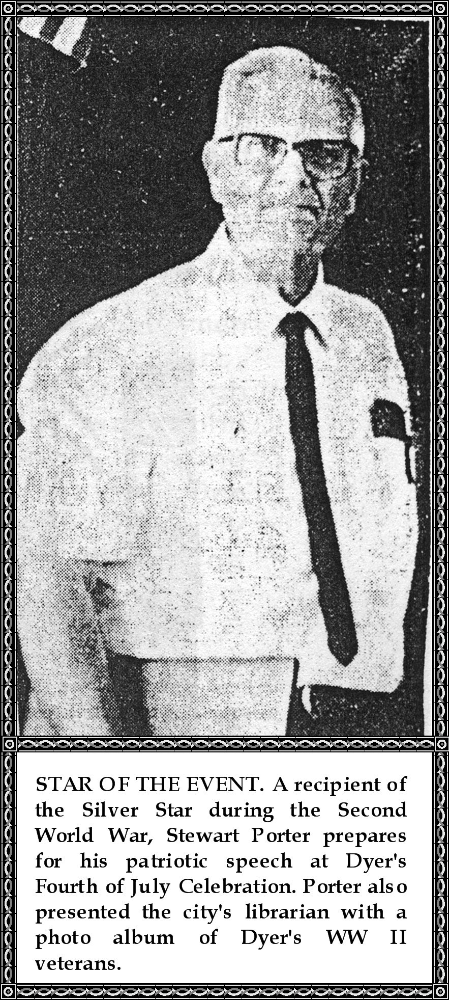 STAR OF THE EVENT. A recipient of
the Silver Star during the Second
World War, Stewart Porter prepares
for his patriotic speech at Dyer's
Fourth of July Celebration. Porter also
presented the city's librarian with a
photo album of Dyer's WW II
veterans.